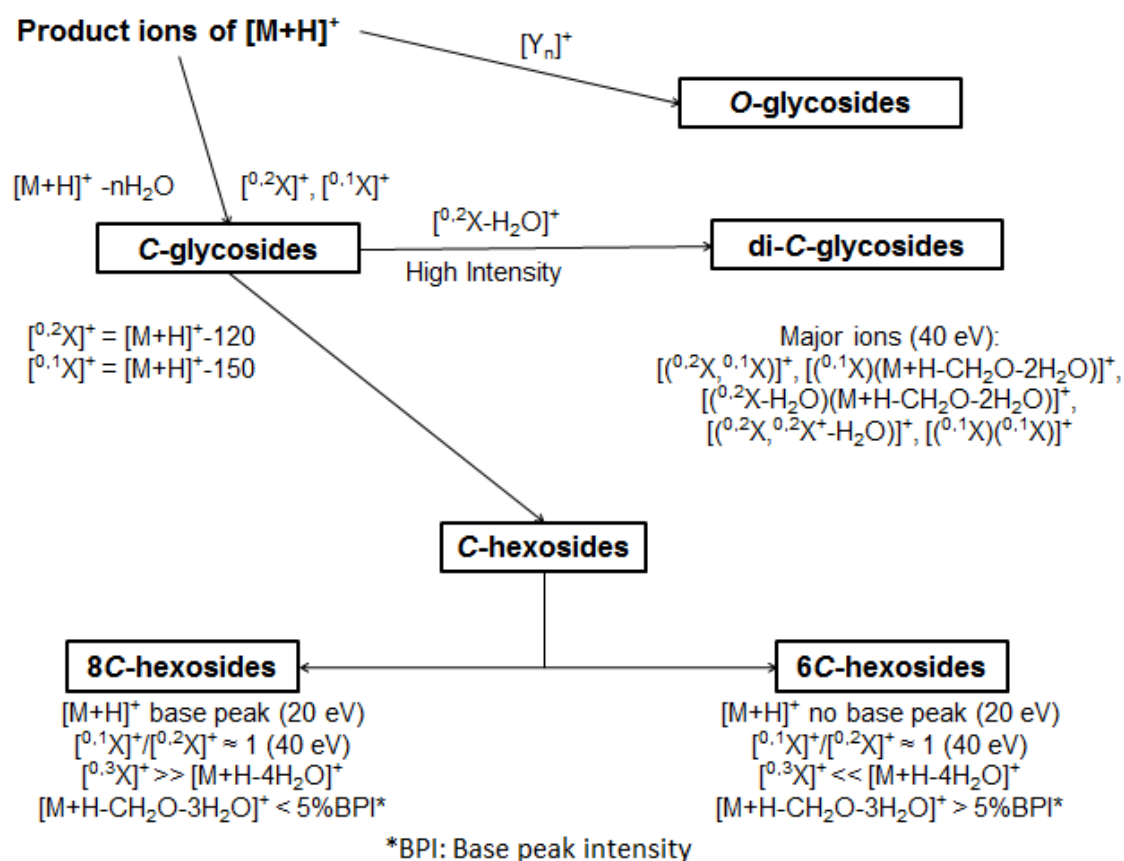 Product ions of [M+H]⁺
[Yₙ]⁺
O-glycosides
[M+H]⁺ -nH₂O
[⁰·²X]⁺, [⁰·¹X]⁺
[⁰·²X-H₂O]⁺
C-glycosides
di-C-glycosides
High Intensity
[⁰·²X]⁺ = [M+H]⁺-120
[⁰·¹X]⁺ = [M+H]⁺-150
Major ions (40 eV):
[(⁰·²X,⁰·¹X)]⁺, [(⁰·¹X)(M+H-CH₂O-2H₂O)]⁺,
[(⁰·²X-H₂O)(M+H-CH₂O-2H₂O)]⁺,
[(⁰·²X,⁰·²X⁺-H₂O)]⁺, [(⁰·¹X)(⁰·¹X)]⁺
C-hexosides
8C-hexosides
[M+H]⁺ base peak (20 eV)
[⁰·¹X]⁺/[⁰·²X]⁺ ≈ 1 (40 eV)
[⁰·³X]⁺ >> [M+H-4H₂O]⁺
[M+H-CH₂O-3H₂O]⁺ < 5%BPI*
6C-hexosides
[M+H]⁺ no base peak (20 eV)
[⁰·¹X]⁺/[⁰·²X]⁺ ≈ 1 (40 eV)
[⁰·³X]⁺ << [M+H-4H₂O]⁺
[M+H-CH₂O-3H₂O]⁺ > 5%BPI*
*BPI: Base peak intensity